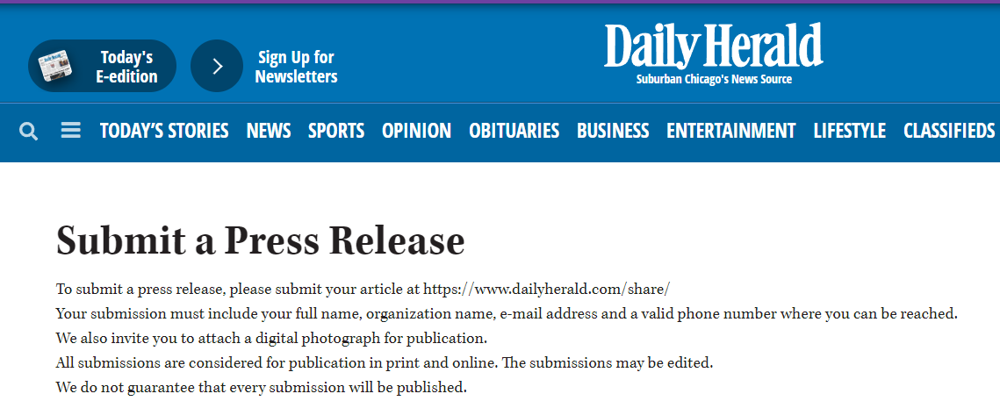 Today's
E-edition
Sign Up for
Newsletters
Daily Herald
Suburban Chicago's News Source
TODAY’S STORIES NEWS SPORTS OPINION OBITUARIES BUSINESS ENTERTAINMENT LIFESTYLE CLASSIFIEDS
Submit a Press Release
To submit a press release, please submit your article at https://www.dailyherald.com/share/
Your submission must include your full name, organization name, e-mail address and a valid phone number where you can be reached.
We also invite you to attach a digital photograph for publication.
All submissions are considered for publication in print and online. The submissions may be edited.
We do not guarantee that every submission will be published.